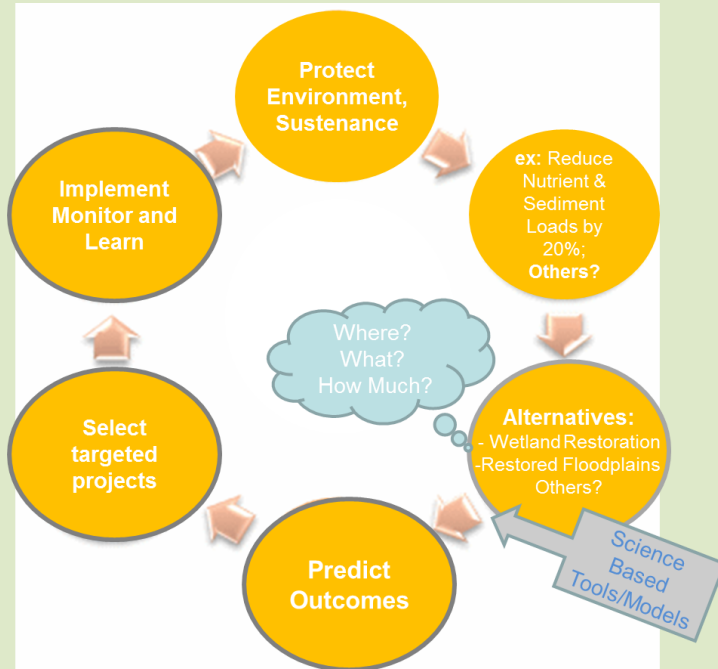 Protect
Environment,
Sustenance
ex: Reduce
Nutrient &
Sediment
Loads by
20%;
Others?
Implement
Monitor and
Learn
Where?
What?
How Much?
Alternatives:
- Wetland Restoration
-Restored Floodplains
Others?
Select
targeted
projects
Predict
Outcomes
Science
Based
Tools/Models